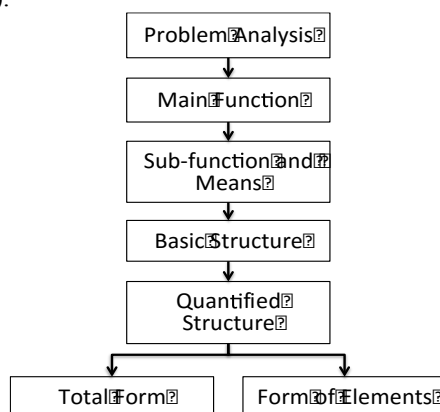 Problem⍰Analysis⍰
Main⍰Function⍰
Sub-function⍰and⍰
Means⍰
Basic⍰Structure⍰
Quantified⍰
Structure⍰
Total⍰Form⍰
Form⍰of⍰Elements⍰